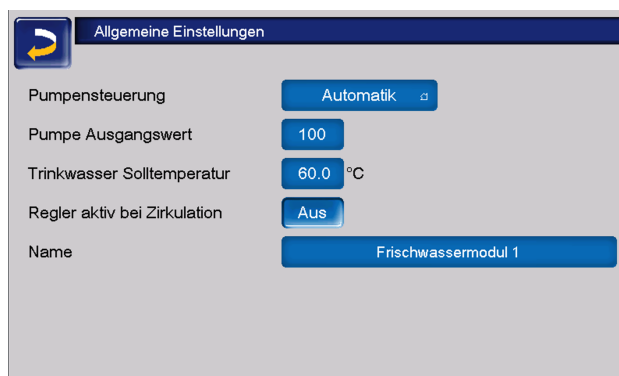 Allgemeine Einstellungen
Pumpensteuerung Automatik
Pumpe Ausgangswert 100
Trinkwasser Solltemperatur 60.0 °C
Regler aktiv bei Zirkulation Aus
Name Frischwassermodul 1